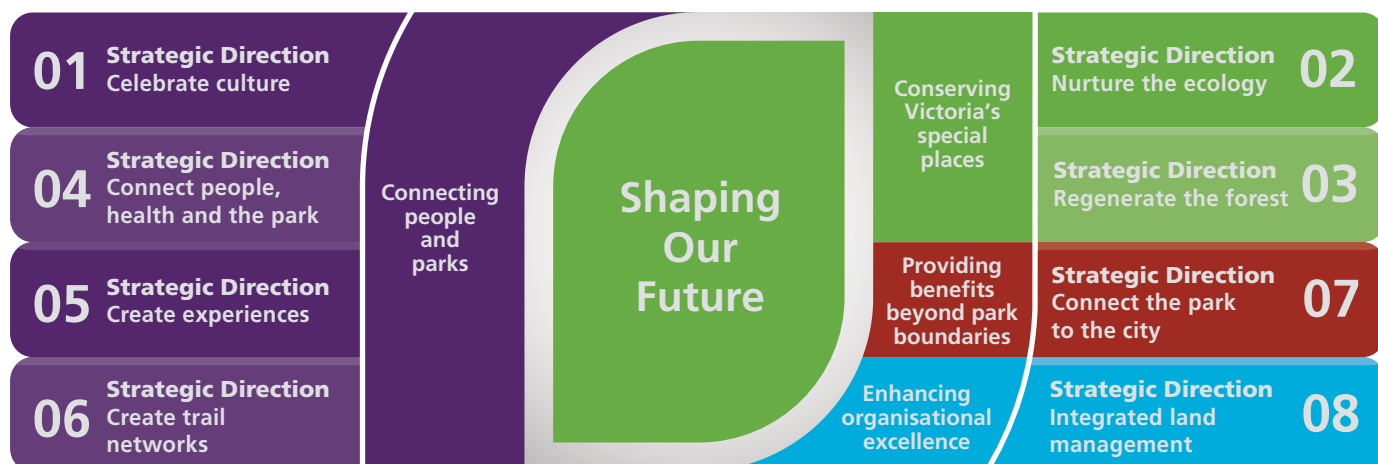 01
Strategic Direction
Celebrate culture
04
Strategic Direction
Connect people,
health and the park
05
Strategic Direction
Create experiences
06
Strategic Direction
Create trail
networks
Connecting
people
and
parks
Shaping
Our
Future
Conserving
Victoria's
special
places
Providing
benefits
beyond park
boundaries
Enhancing
organisational
excellence
Strategic Direction
Nurture the ecology
02
Strategic Direction
Regenerate the forest
03
Strategic Direction
Connect the park
to the city
07
Strategic Direction
Integrated land
management
08